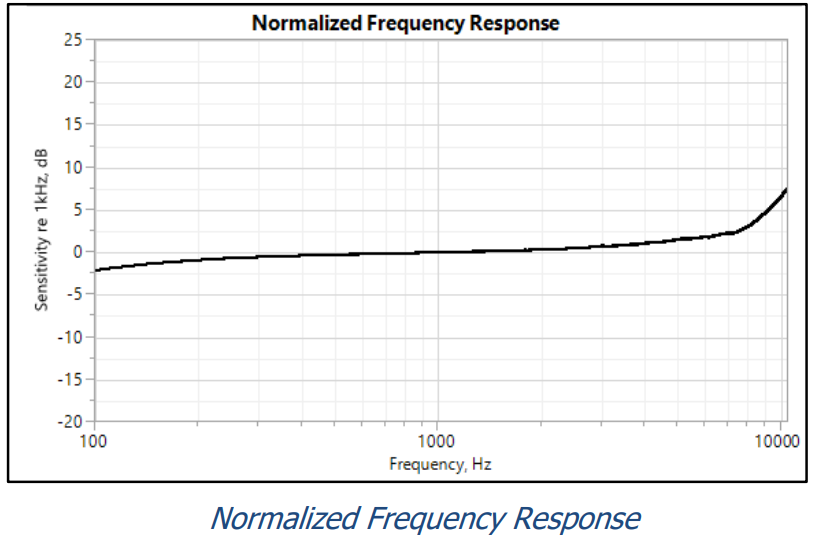 Normalized Frequency Response
25
20
15
10
5
0
-5
-10
-15
-20
Sensitivity re 1kHz, dB
100 1000 10000
Frequency, Hz
Normalized Frequency Response